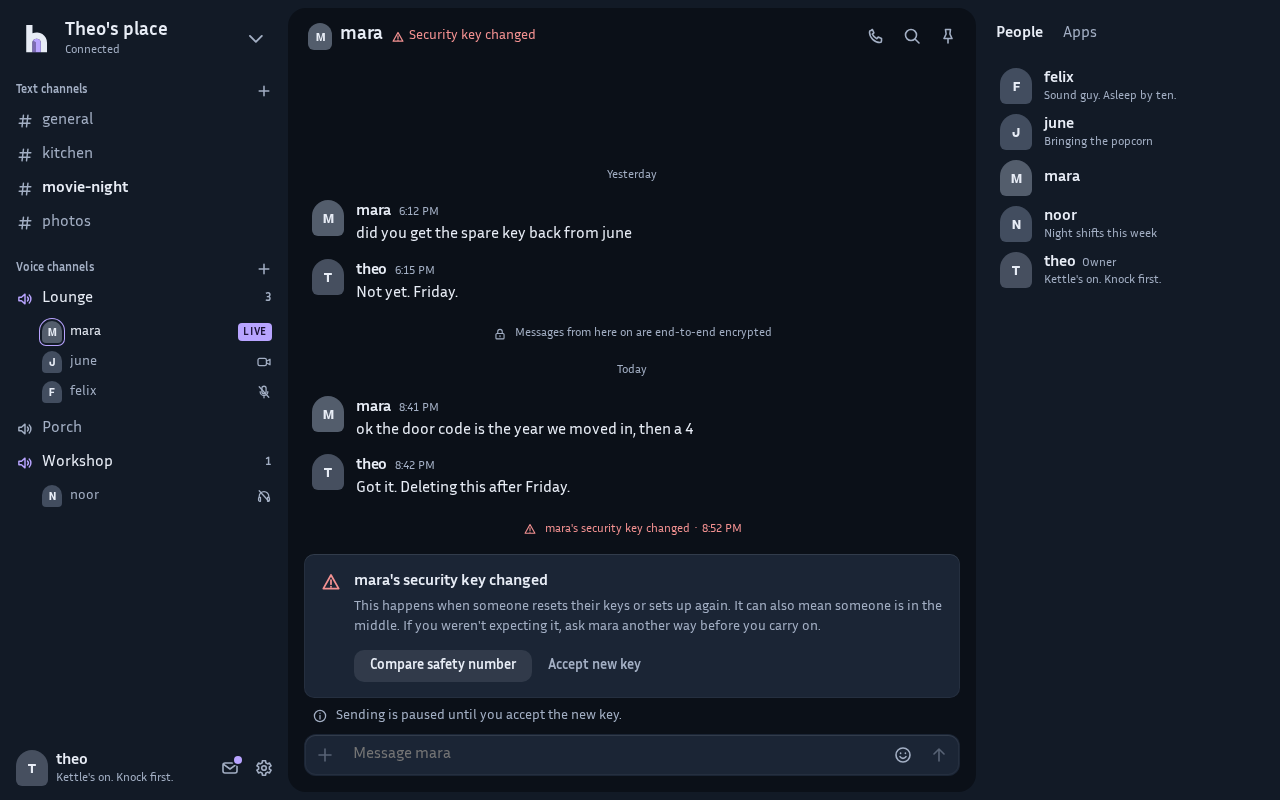 Theo's place
Connected
Text channels
general
kitchen
movie-night
photos
Voice channels
Lounge 3
M mara LIVE
J june
F felix
Porch
Workshop 1
N noor
T theo
Kettle's on. Knock first.
M mara Security key changed
Yesterday
M mara 6:12 PM
did you get the spare key back from june
T theo 6:15 PM
Not yet. Friday.
Messages from here on are end-to-end encrypted
Today
M mara 8:41 PM
ok the door code is the year we moved in, then a 4
T theo 8:42 PM
Got it. Deleting this after Friday.
mara's security key changed · 8:52 PM
mara's security key changed
This happens when someone resets their keys or sets up again. It can also mean someone is in the
middle. If you weren't expecting it, ask mara another way before you carry on.
Compare safety number Accept new key
Sending is paused until you accept the new key.
Message mara
People Apps
F felix
Sound guy. Asleep by ten.
J june
Bringing the popcorn
M mara
N noor
Night shifts this week
T theo Owner
Kettle's on. Knock first.